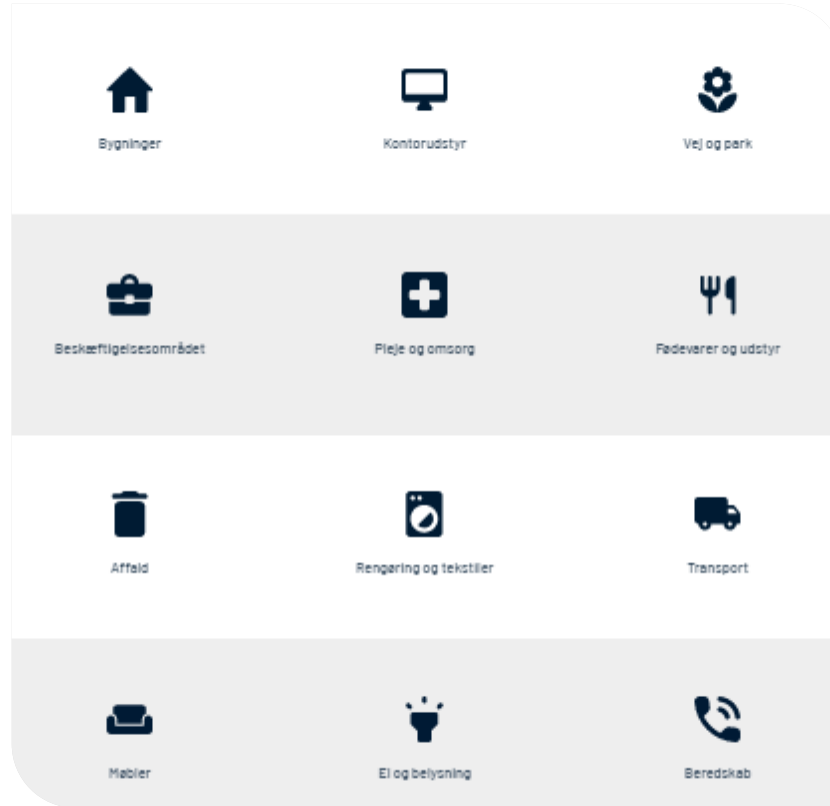 Bygninger
Kontorudstyr
Vej og park
Beskæftigelsesområdet
Pleje og omsorg
Fødevarer og udstyr
Affald
Rengøring og tekstiler
Transport
Møbler
El og belysning
Beredskab